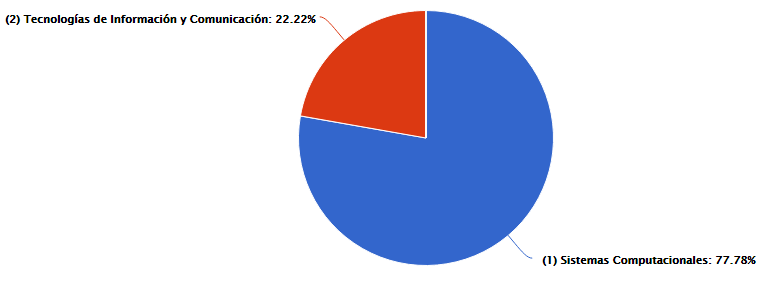 (2) Tecnologías de Información y Comunicación: 22.22%
(1) Sistemas Computacionales: 77.78%